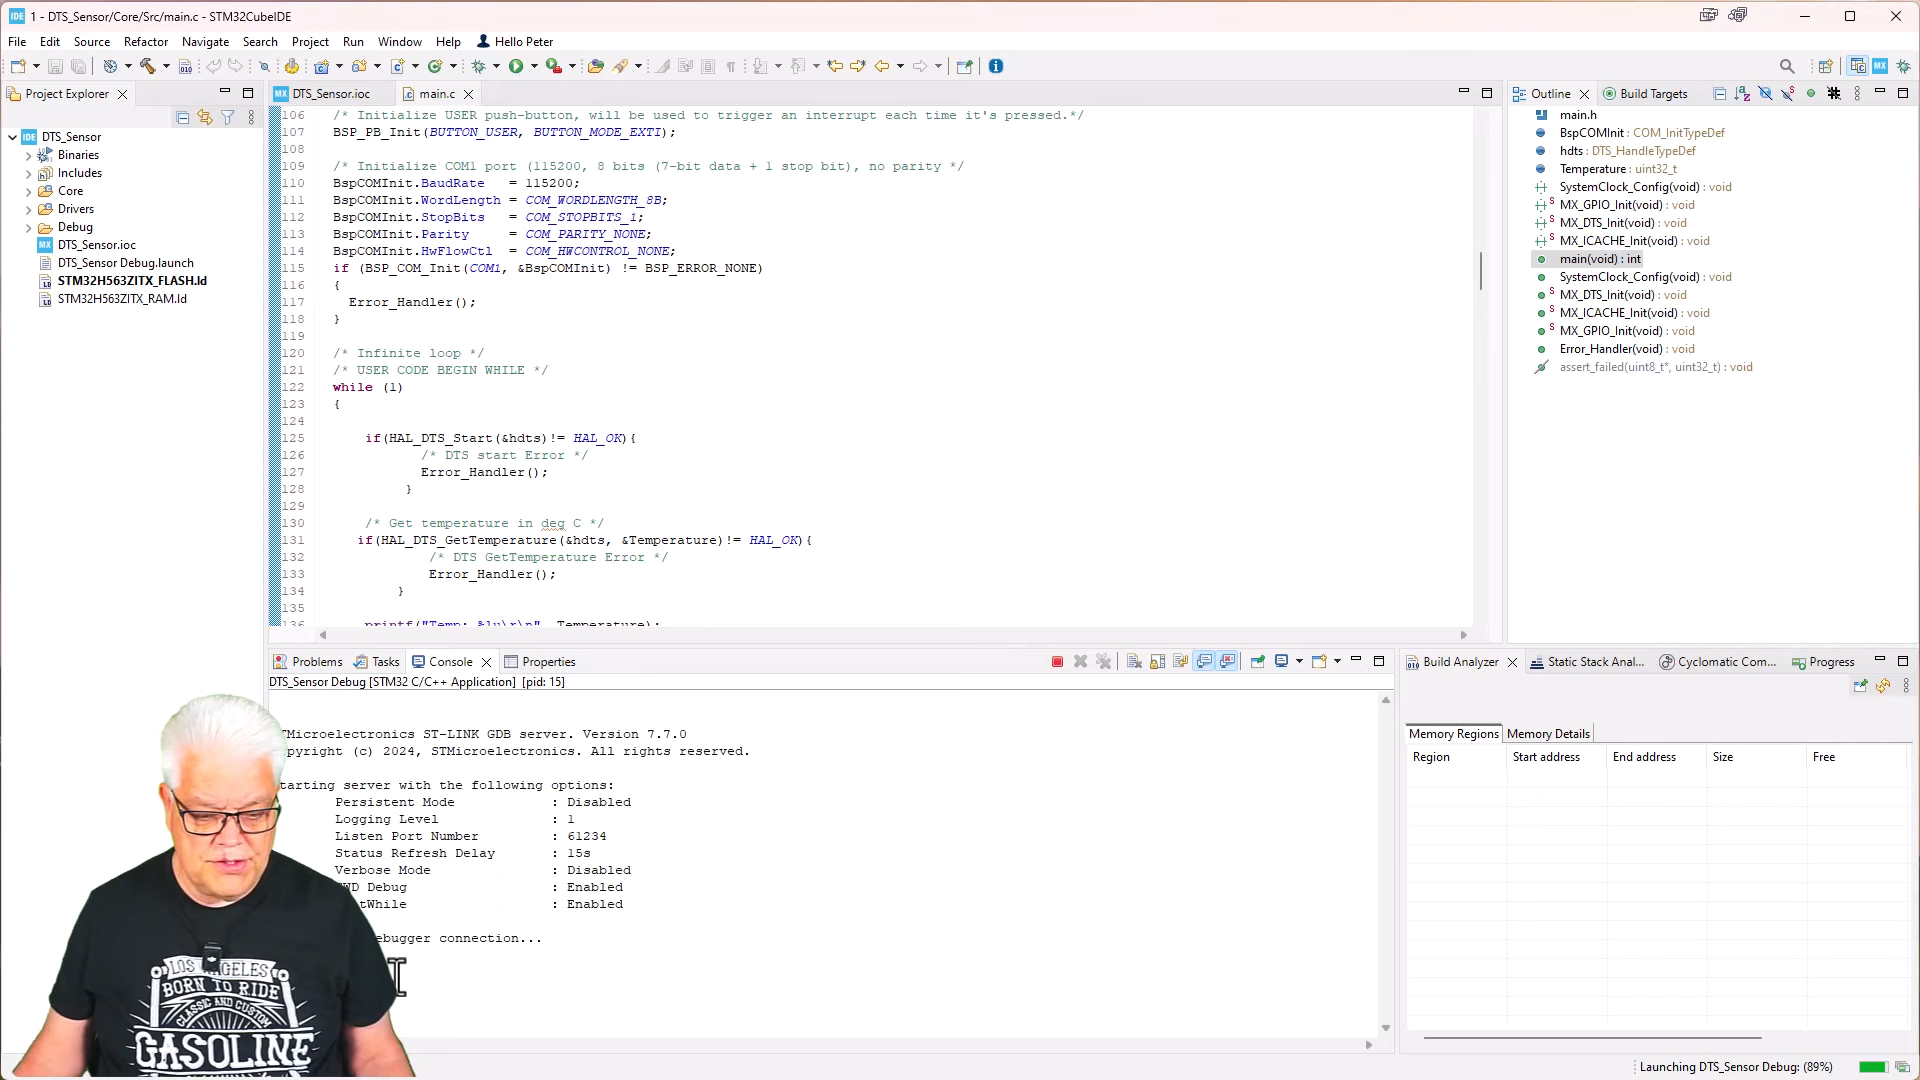 IDE 1 - DTS_Sensor/Core/Src/main.c - STM32CubeIDE
File Edit Source Refactor Navigate Search Project Run Window Help Hello Peter
Project Explorer
DTS_Sensor
Binaries
Includes
Core
Drivers
Debug
DTS_Sensor.ioc
DTS_Sensor Debug.launch
STM32H563ZITX_FLASH.ld
STM32H563ZITX_RAM.ld
MX DTS_Sensor.ioc main.c
106 /* Initialize USER push-button, will be used to trigger an interrupt each time it's pressed.*/
107 BSP_PB_Init(BUTTON_USER, BUTTON_MODE_EXTI);
108
109 /* Initialize COM1 port (115200, 8 bits (7-bit data + 1 stop bit), no parity */
110 BspCOMInit.BaudRate = 115200;
111 BspCOMInit.WordLength = COM_WORDLENGTH_8B;
112 BspCOMInit.StopBits = COM_STOPBITS_1;
113 BspCOMInit.Parity = COM_PARITY_NONE;
114 BspCOMInit.HwFlowCtl = COM_HWCONTROL_NONE;
115 if (BSP_COM_Init(COM1, &BspCOMInit) != BSP_ERROR_NONE)
116 {
117 Error_Handler();
118 }
119
120 /* Infinite loop */
121 /* USER CODE BEGIN WHILE */
122 while (1)
123 {
124
125 if(HAL_DTS_Start(&hdts)!= HAL_OK){
126 /* DTS start Error */
127 Error_Handler();
128 }
129
130 /* Get temperature in deg C */
131 if(HAL_DTS_GetTemperature(&hdts, &Temperature)!= HAL_OK){
132 /* DTS GetTemperature Error */
133 Error_Handler();
134 }
135
136 printf("Temp: %lu\r\n", Temperature);
Outline Build Targets
main.h
BspCOMInit : COM_InitTypeDef
hdts : DTS_HandleTypeDef
Temperature : uint32_t
SystemClock_Config(void) : void
MX_GPIO_Init(void) : void
MX_DTS_Init(void) : void
MX_ICACHE_Init(void) : void
main(void) : int
SystemClock_Config(void) : void
MX_DTS_Init(void) : void
MX_ICACHE_Init(void) : void
MX_GPIO_Init(void) : void
Error_Handler(void) : void
assert_failed(uint8_t*, uint32_t) : void
Problems Tasks Console Properties
DTS_Sensor Debug [STM32 C/C++ Application] [pid: 15]
TMicroelectronics ST-LINK GDB server. Version 7.7.0
pyright (c) 2024, STMicroelectronics. All rights reserved.
tarting server with the following options:
Persistent Mode : Disabled
Logging Level : 1
Listen Port Number : 61234
Status Refresh Delay : 15s
Verbose Mode : Disabled
WD Debug : Enabled
tWhile : Enabled
ebugger connection...
Build Analyzer Static Stack Anal... Cyclomatic Com... Progress
Memory Regions Memory Details
Region Start address End address Size Free
LOS ANGELES
BORN TO RIDE
CLASSIC AND CUSTOM
GASOLINE
Launching DTS_Sensor Debug: (89%)